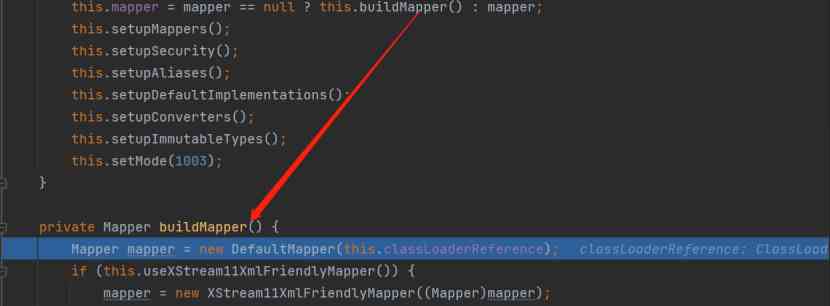 this.mapper = mapper == null ? this.buildMapper() : mapper;
this.setupMappers();
this.setupSecurity();
this.setupAliases();
this.setupDefaultImplementations();
this.setupConverters();
this.setupImmutableTypes();
this.setMode(1003);
}
private Mapper buildMapper() {
Mapper mapper = new DefaultMapper(this.classLoaderReference); classLoaderReference: ClassLoad
if (this.useXStream11XmlFriendlyMapper()) {
mapper = new XStream11XmlFriendlyMapper((Mapper)mapper);